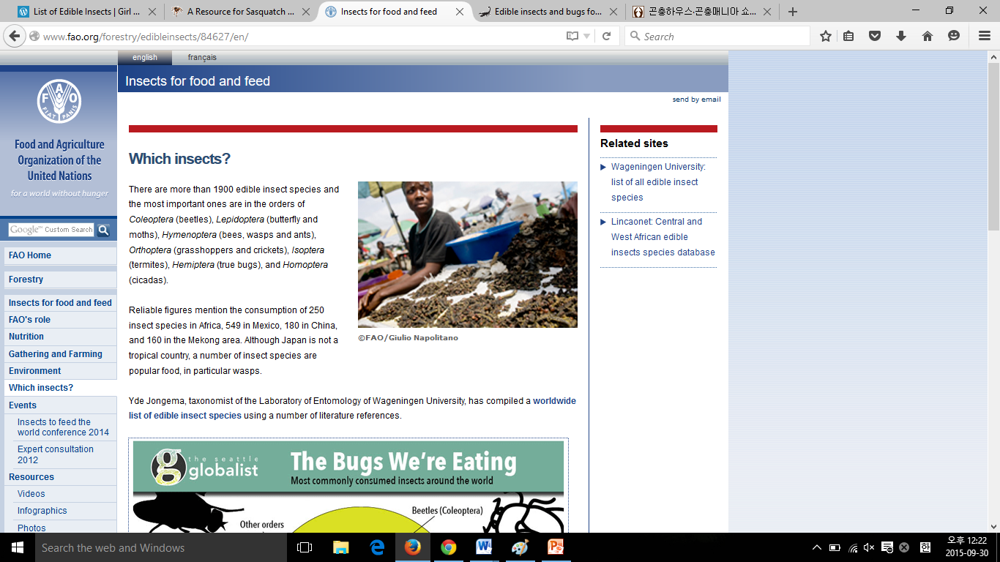 List of Edible Insects | Girl ...
A Resource for Sasquatch ...
Insects for food and feed
Edible insects and bugs fo...
곤충하우스·곤충매니아 쇼...
www.fao.org/forestry/edibleinsects/84627/en/
Search
english
français
Insects for food and feed
send by email
FAO
FIAT PANIS
Food and Agriculture
Organization of the
United Nations
for a world without hunger
Google™ Custom Search
FAO Home
Forestry
Insects for food and feed
FAO's role
Nutrition
Gathering and Farming
Environment
Which insects?
Events
Insects to feed the
world conference 2014
Expert consultation
2012
Resources
Videos
Infographics
Photos
Which insects?
There are more than 1900 edible insect species and
the most important ones are in the orders of
Coleoptera (beetles), Lepidoptera (butterfly and
moths), Hymenoptera (bees, wasps and ants),
Orthoptera (grasshoppers and crickets), Isoptera
(termites), Hemiptera (true bugs), and Homoptera
(cicadas).
Reliable figures mention the consumption of 250
insect species in Africa, 549 in Mexico, 180 in China,
and 160 in the Mekong area. Although Japan is not a
tropical country, a number of insect species are
popular food, in particular wasps.
©FAO/Giulio Napolitano
Yde Jongema, taxonomist of the Laboratory of Entomology of Wageningen University, has compiled a worldwide
list of edible insect species using a number of literature references.
the seattle
globalist
The Bugs We're Eating
Most commonly consumed insects around the world
Beetles (Coleoptera)
Other orders
Related sites
Wageningen University:
list of all edible insect
species
Lincaonet: Central and
West African edible
insects species database
Search the web and Windows
한
오후 12:22
2015-09-30